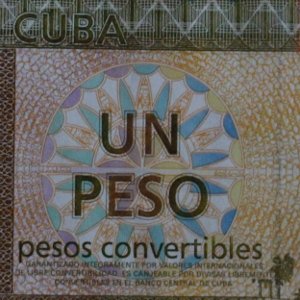 CUBA
UN
PESO
pesos convertibles
GARANTIZADO INTEGRAMENTE POR VALORES INTERNACIONALES
DE LIBRE CONVERTIBILIDAD. ES CANJEABLE POR DIVISAS LIBREMENTE
CONVERTIBLES EN EL BANCO CENTRAL DE CUBA